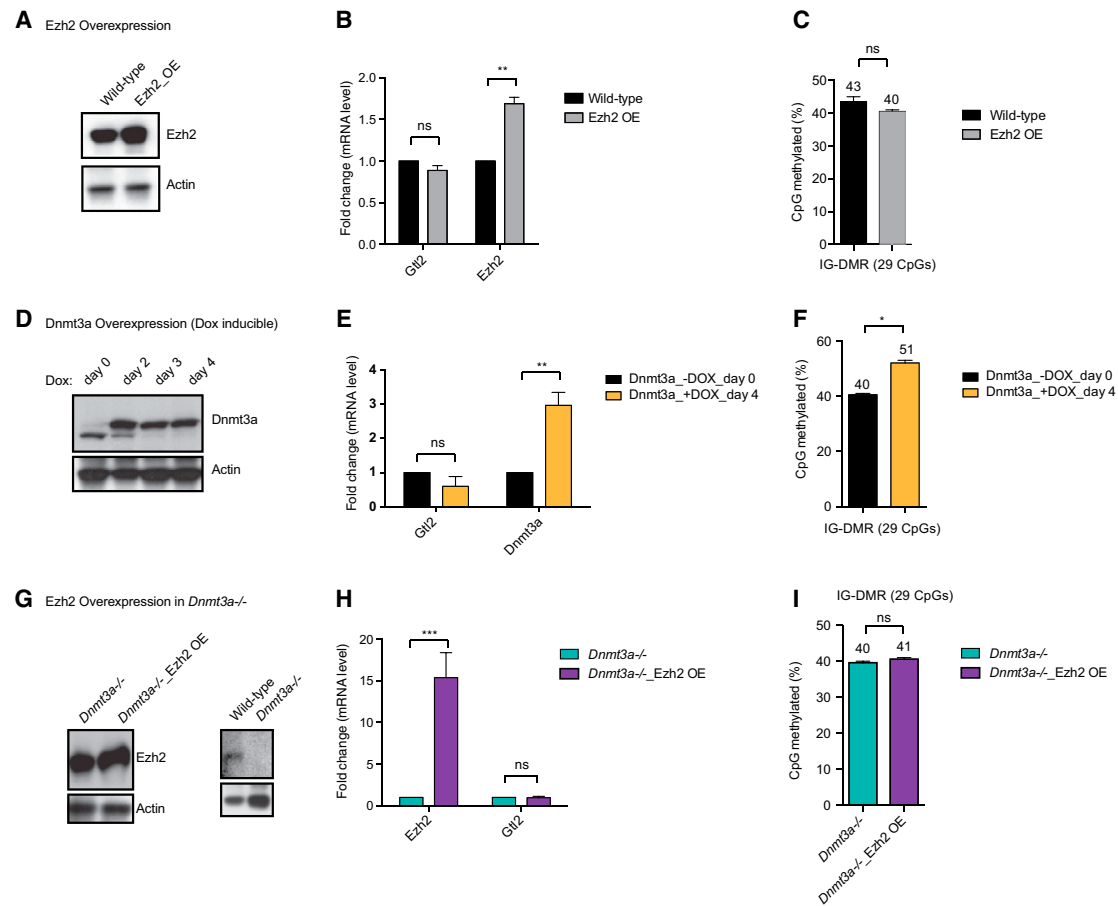 A Ezh2 Overexpression
Wild-type
Ezh2_OE
Ezh2
Actin
B
**
ns
2.0
1.5
1.0
0.5
0.0
Fold change (mRNA level)
Gtl2
Ezh2
Wild-type
Ezh2 OE
C
ns
43
40
50
40
30
20
10
0
CpG methylated (%)
IG-DMR (29 CpGs)
Wild-type
Ezh2 OE
D Dnmt3a Overexpression (Dox inducible)
Dox: day 0 day 2 day 3 day 4
Dnmt3a
Actin
E
**
ns
4
3
2
1
0
Fold change (mRNA level)
Gtl2
Dnmt3a
Dnmt3a_-DOX_day 0
Dnmt3a_+DOX_day 4
F
*
40
51
60
40
20
0
CpG methylated (%)
IG-DMR (29 CpGs)
Dnmt3a_-DOX_day 0
Dnmt3a_+DOX_day 4
G Ezh2 Overexpression in Dnmt3a-/-
Dnmt3a-/-
Dnmt3a-/-_Ezh2 OE
Ezh2
Actin
Wild-type
Dnmt3a-/-
H
***
ns
20
15
10
5
0
Fold change (mRNA level)
Ezh2
Gtl2
Dnmt3a-/-
Dnmt3a-/-_Ezh2 OE
I
IG-DMR (29 CpGs)
ns
40
41
50
40
30
20
10
0
CpG methylated (%)
Dnmt3a-/-
Dnmt3a-/-_Ezh2 OE
Dnmt3a-/-
Dnmt3a-/-_Ezh2 OE